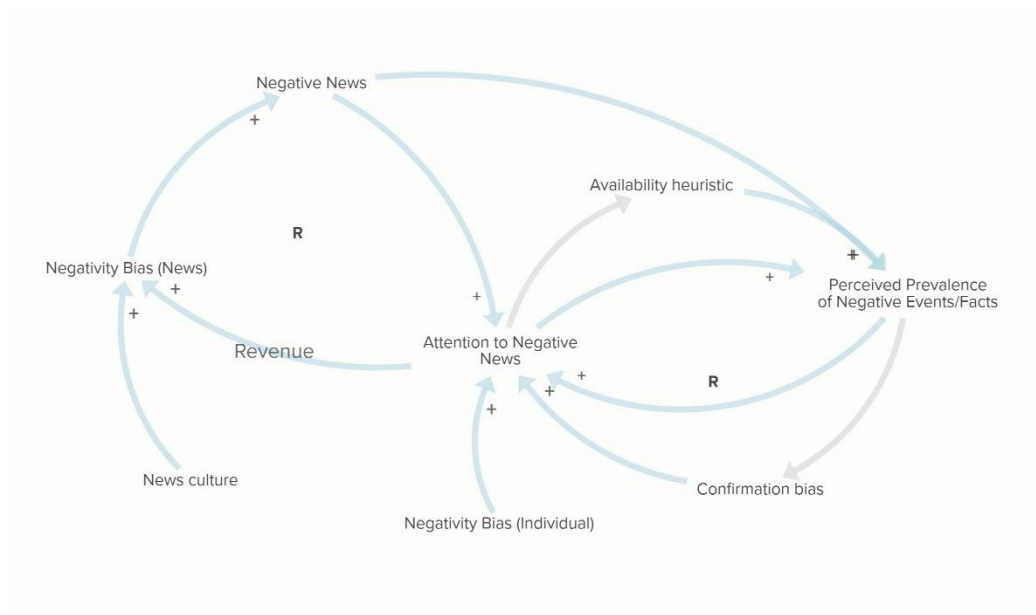 Negative News
+
Availability heuristic
R
Negativity Bias (News)
+
+
+
+
+
Perceived Prevalence
of Negative Events/Facts
+
Attention to Negative
News
Revenue
+
+
R
+
News culture
Confirmation bias
Negativity Bias (Individual)